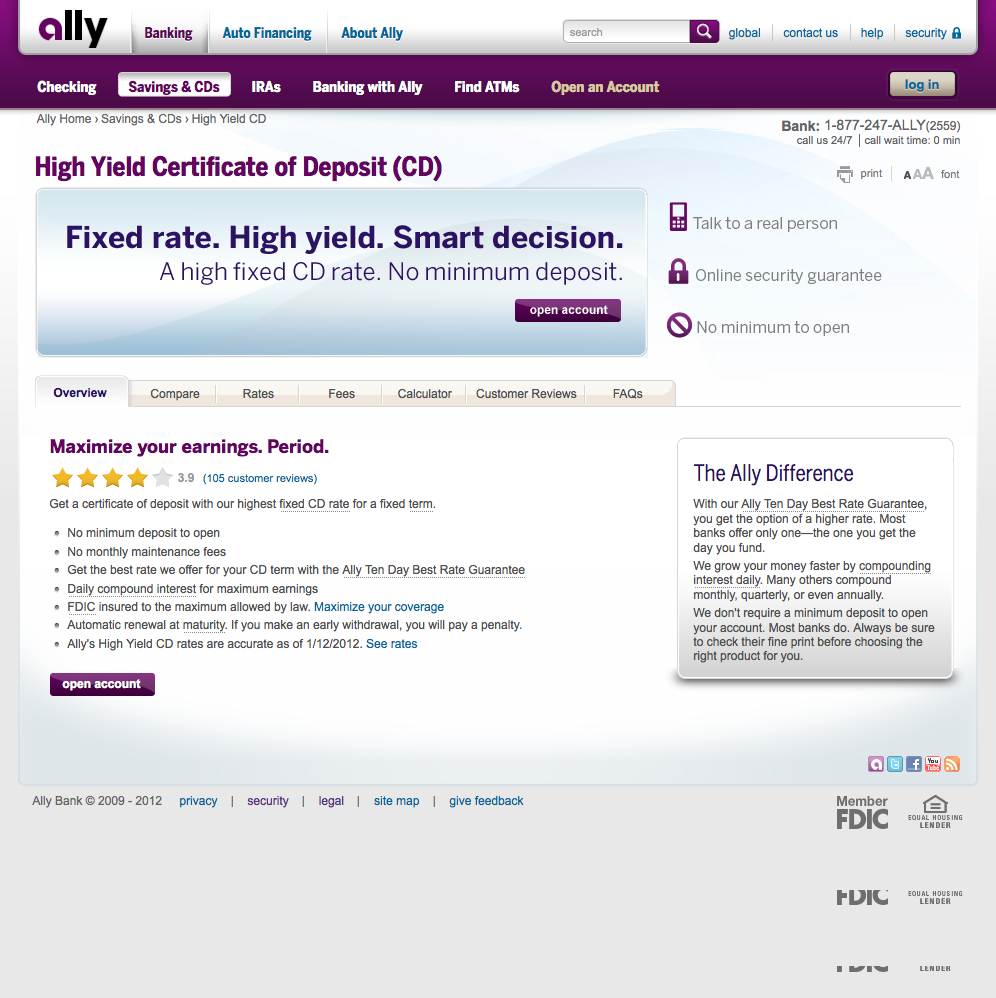 ally
Banking
Auto Financing
About Ally
search
global
contact us
help
security
Checking
Savings & CDs
IRAs
Banking with Ally
Find ATMs
Open an Account
log in
Ally Home › Savings & CDs › High Yield CD
Bank: 1-877-247-ALLY(2559)
call us 24/7 | call wait time: 0 min
High Yield Certificate of Deposit (CD)
print
AAA font
Fixed rate. High yield. Smart decision.
A high fixed CD rate. No minimum deposit.
open account
Talk to a real person
Online security guarantee
No minimum to open
Overview
Compare
Rates
Fees
Calculator
Customer Reviews
FAQs
Maximize your earnings. Period.
3.9 (105 customer reviews)
Get a certificate of deposit with our highest fixed CD rate for a fixed term.
No minimum deposit to open
No monthly maintenance fees
Get the best rate we offer for your CD term with the Ally Ten Day Best Rate Guarantee
Daily compound interest for maximum earnings
FDIC insured to the maximum allowed by law. Maximize your coverage
Automatic renewal at maturity. If you make an early withdrawal, you will pay a penalty.
Ally's High Yield CD rates are accurate as of 1/12/2012. See rates
open account
The Ally Difference
With our Ally Ten Day Best Rate Guarantee,
you get the option of a higher rate. Most
banks offer only one—the one you get the
day you fund.
We grow your money faster by compounding
interest daily. Many others compound
monthly, quarterly, or even annually.
We don't require a minimum deposit to open
your account. Most banks do. Always be sure
to check their fine print before choosing the
right product for you.
a
You
Tube
Ally Bank © 2009 - 2012
privacy | security | legal | site map | give feedback
Member
FDIC
EQUAL HOUSING
LENDER
FDIC
EQUAL HOUSING
LENDER
FDIC
LENDER